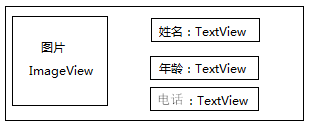 图片
ImageView
姓名：TextView
年龄：TextView
电话：TextView